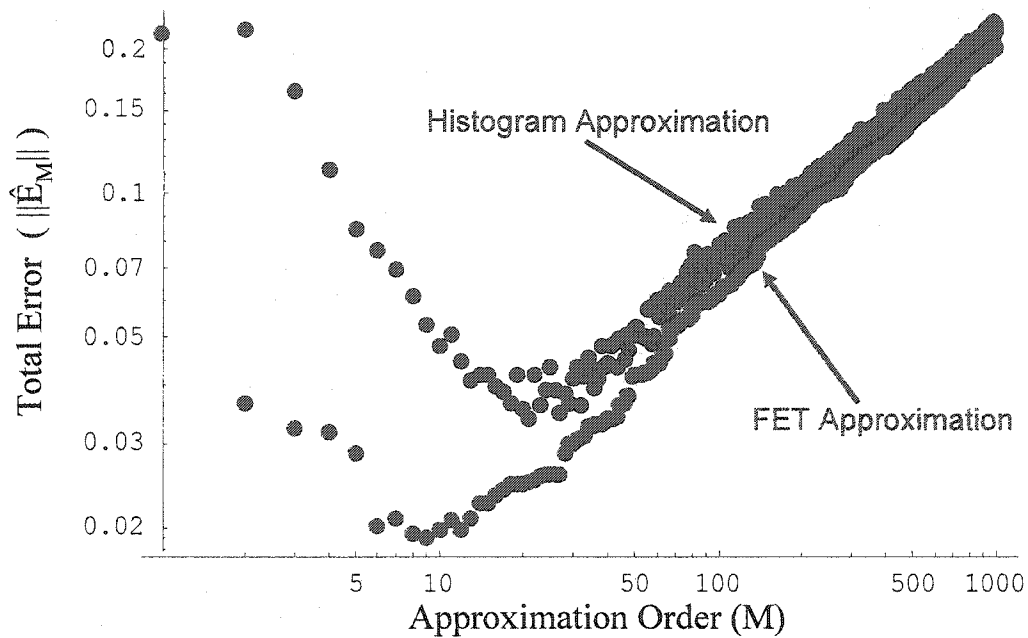 0.2
0.15
0.1
0.07
0.05
0.03
0.02
Total Error ( ||Ê_M|| )
Histogram Approximation
FET Approximation
5 10 50 100 500 1000
Approximation Order (M)